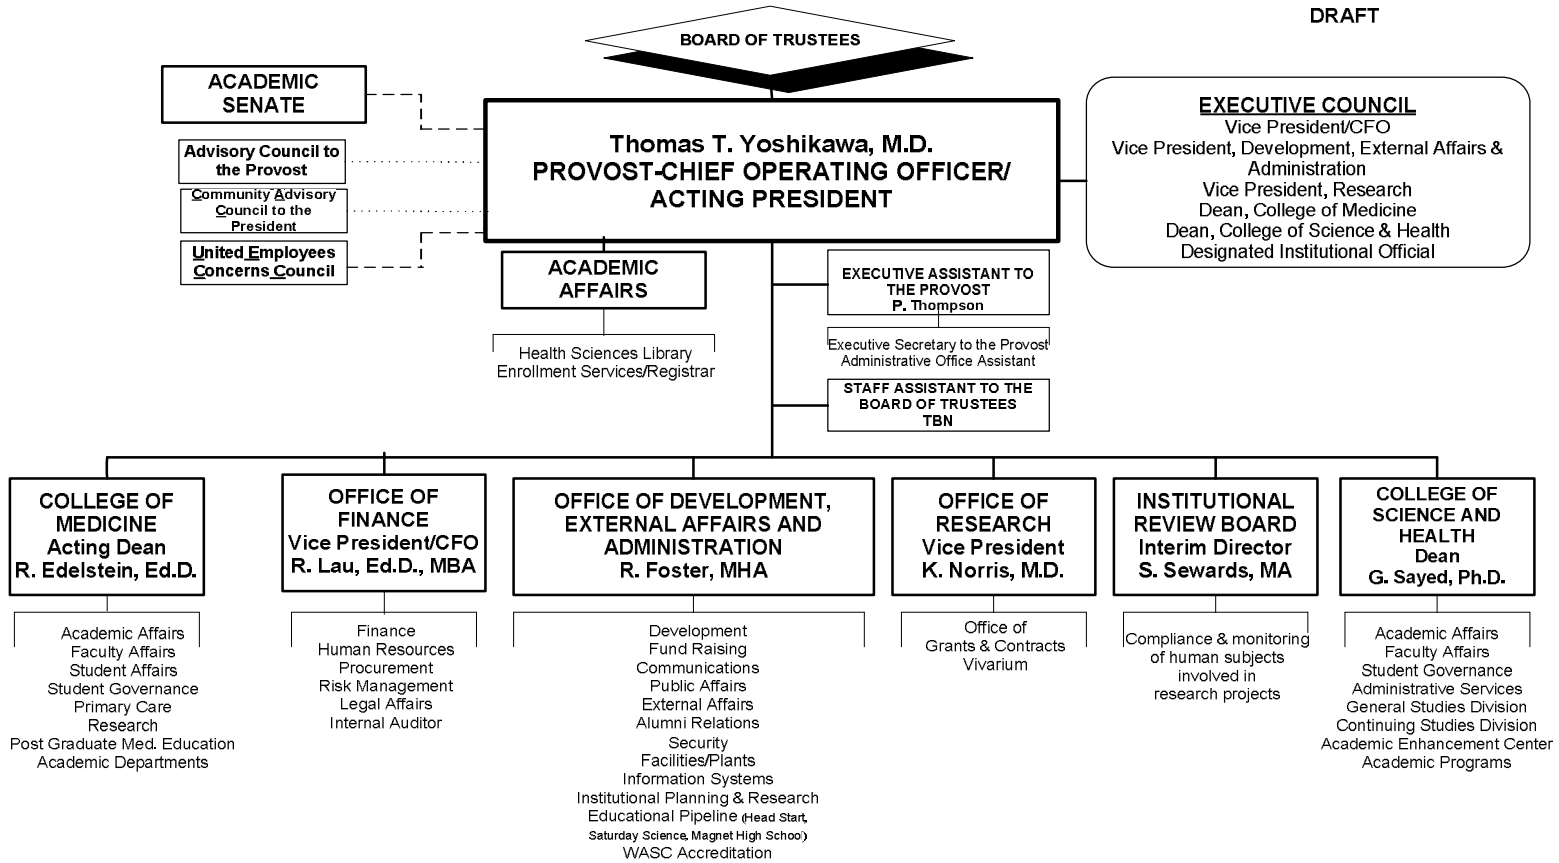 DRAFT
BOARD OF TRUSTEES
ACADEMIC
SENATE
Advisory Council to
the Provost
Community Advisory
Council to the
President
United Employees
Concerns Council
Thomas T. Yoshikawa, M.D.
PROVOST-CHIEF OPERATING OFFICER/
ACTING PRESIDENT
EXECUTIVE COUNCIL
Vice President/CFO
Vice President, Development, External Affairs &
Administration
Vice President, Research
Dean, College of Medicine
Dean, College of Science & Health
Designated Institutional Official
ACADEMIC
AFFAIRS
Health Sciences Library
Enrollment Services/Registrar
EXECUTIVE ASSISTANT TO
THE PROVOST
P. Thompson
Executive Secretary to the Provost
Administrative Office Assistant
STAFF ASSISTANT TO THE
BOARD OF TRUSTEES
TBN
COLLEGE OF
MEDICINE
Acting Dean
R. Edelstein, Ed.D.
Academic Affairs
Faculty Affairs
Student Affairs
Student Governance
Primary Care
Research
Post Graduate Med. Education
Academic Departments
OFFICE OF
FINANCE
Vice President/CFO
R. Lau, Ed.D., MBA
Finance
Human Resources
Procurement
Risk Management
Legal Affairs
Internal Auditor
OFFICE OF DEVELOPMENT,
EXTERNAL AFFAIRS AND
ADMINISTRATION
R. Foster, MHA
Development
Fund Raising
Communications
Public Affairs
External Affairs
Alumni Relations
Security
Facilities/Plants
Information Systems
Institutional Planning & Research
Educational Pipeline (Head Start,
Saturday Science, Magnet High School)
WASC Accreditation
OFFICE OF
RESEARCH
Vice President
K. Norris, M.D.
Office of
Grants & Contracts
Vivarium
INSTITUTIONAL
REVIEW BOARD
Interim Director
S. Sewards, MA
Compliance & monitoring
of human subjects
involved in
research projects
COLLEGE OF
SCIENCE AND
HEALTH
Dean
G. Sayed, Ph.D.
Academic Affairs
Faculty Affairs
Student Governance
Administrative Services
General Studies Division
Continuing Studies Division
Academic Enhancement Center
Academic Programs